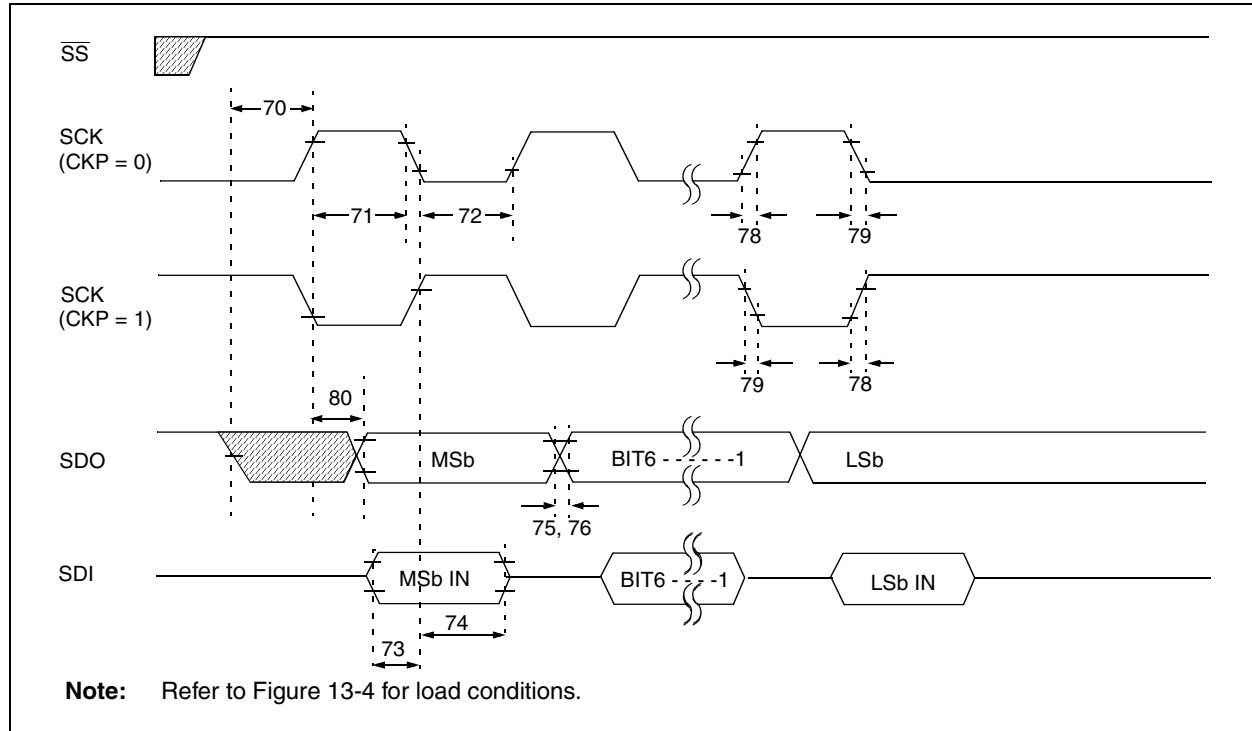 SS
70
SCK
(CKP = 0)
71
72
78
79
SCK
(CKP = 1)
79
78
80
SDO
MSb
BIT6 - - - - - -1
LSb
75, 76
SDI
MSb IN
BIT6 - - - - -1
LSb IN
74
73
Note: Refer to Figure 13-4 for load conditions.